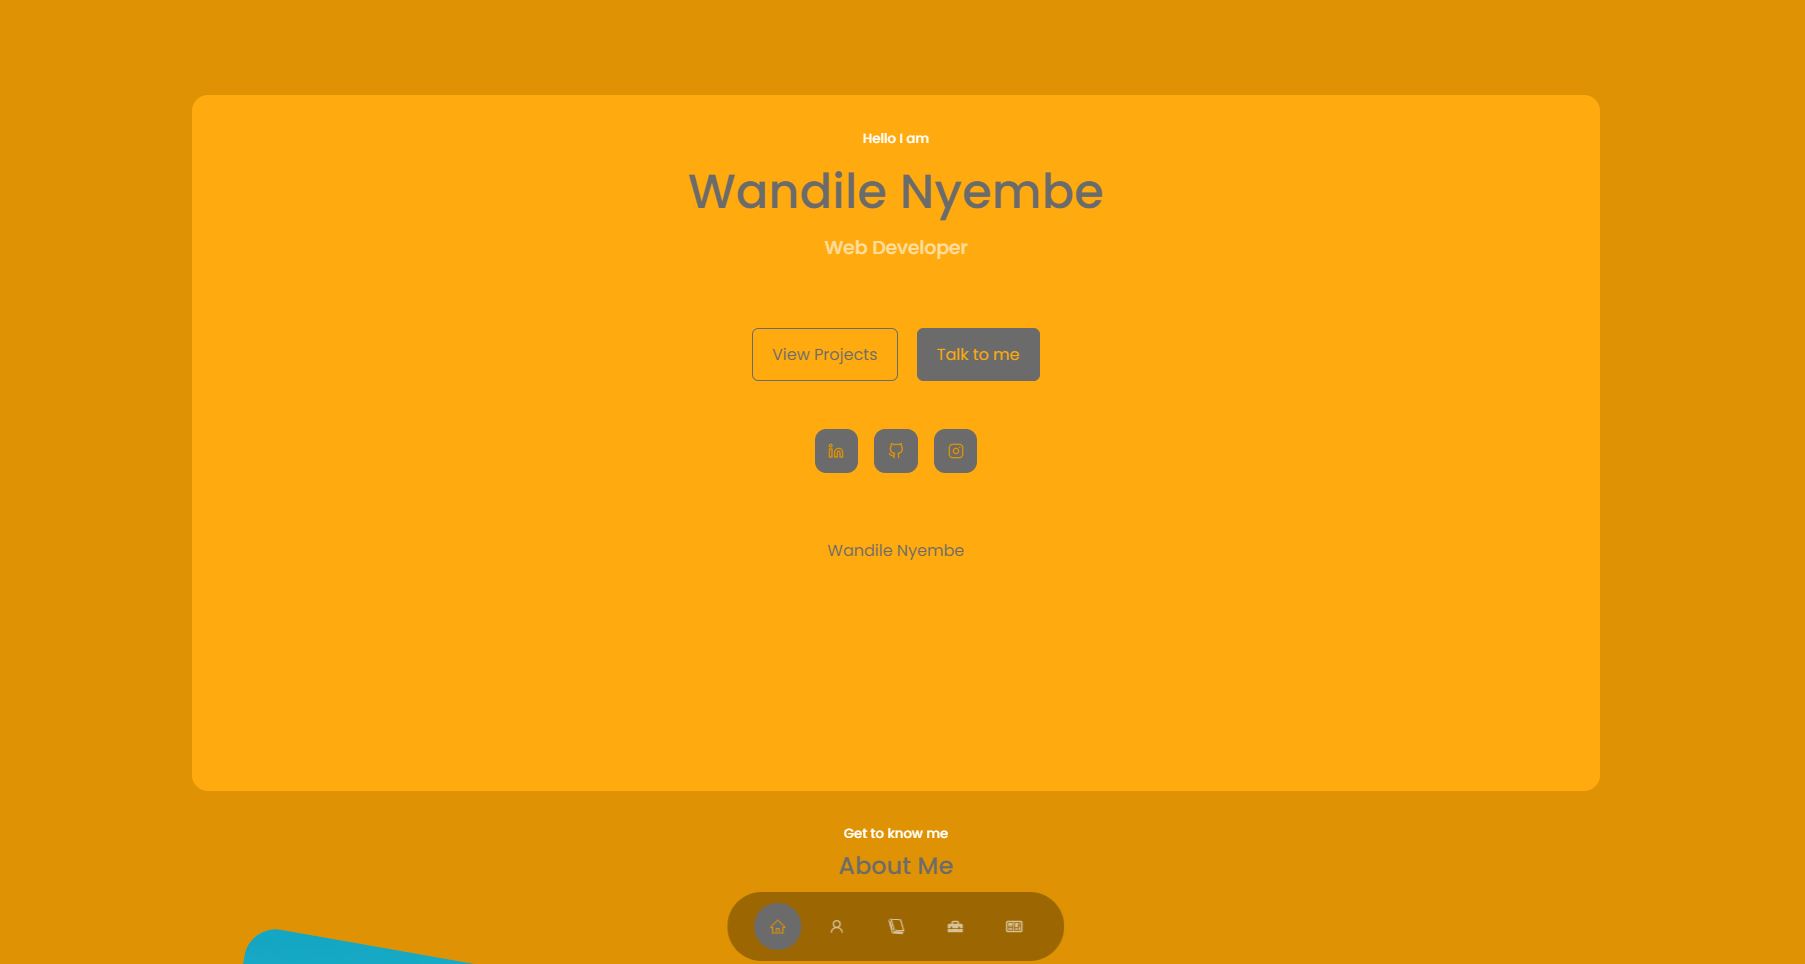 Hello I am
Wandile Nyembe
Web Developer
View Projects
Talk to me
Wandile Nyembe
Get to know me
About Me